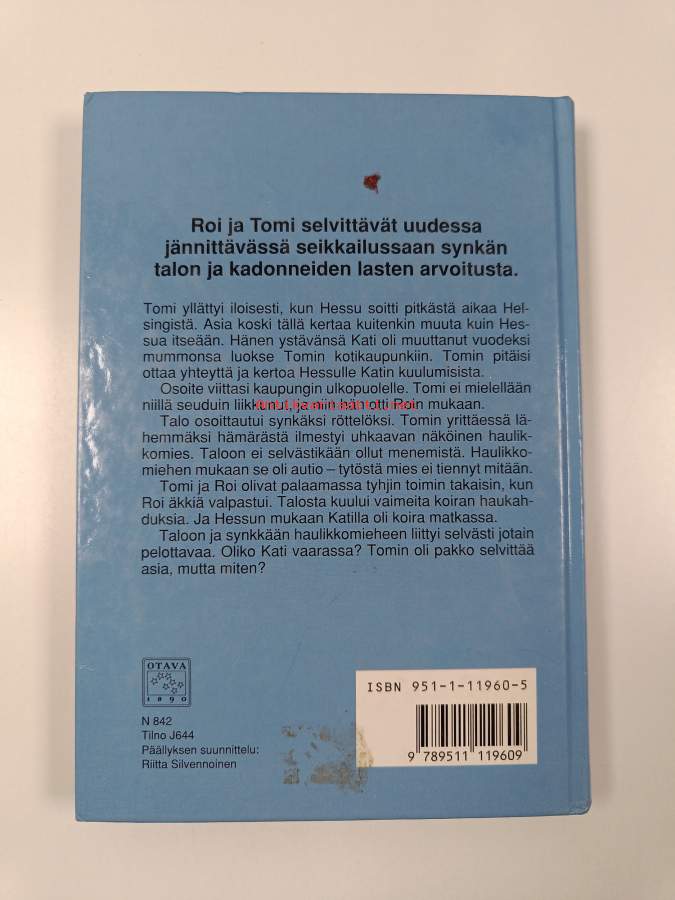 Roi ja Tomi selvittävät uudessa
jännittävässä seikkailussaan synkän
talon ja kadonneiden lasten arvoitusta.
Tomi yllättyi iloisesti, kun Hessu soitti pitkästä aikaa Hel-
singistä. Asia koski tällä kertaa kuitenkin muuta kuin Hes-
sua itseään. Hänen ystävänsä Kati oli muuttanut vuodeksi
mummonsa luokse Tomin kotikaupunkiin. Tomin pitäisi
ottaa yhteyttä ja kertoa Hessulle Katin kuulumisista.
Osoite viittasi kaupungin ulkopuolelle. Tomi ei mielellään
niillä seuduin liikkunut, ja niin hän otti Roin mukaan.
Talo osoittautui synkäksi röttelöksi. Tomin yrittäessä lä-
hemmäksi hämärästä ilmestyi uhkaavan näköinen haulik-
komies. Taloon ei selvästikään ollut menemistä. Haulikko-
miehen mukaan se oli autio – tytöstä mies ei tiennyt mitään.
Tomi ja Roi olivat palaamassa tyhjin toimin takaisin, kun
Roi äkkiä valpastui. Talosta kuului vaimeita koiran haukah-
duksia. Ja Hessun mukaan Katilla oli koira matkassa.
Taloon ja synkkään haulikkomieheen liittyi selvästi jotain
pelottavaa. Oliko Kati vaarassa? Tomin oli pakko selvittää
asia, mutta miten?
OTAVA
1890
N 842
Tilno J644
Päällyksen suunnittelu:
Riitta Silvennoinen
ISBN 951-1-11960-5
9 789511 119609